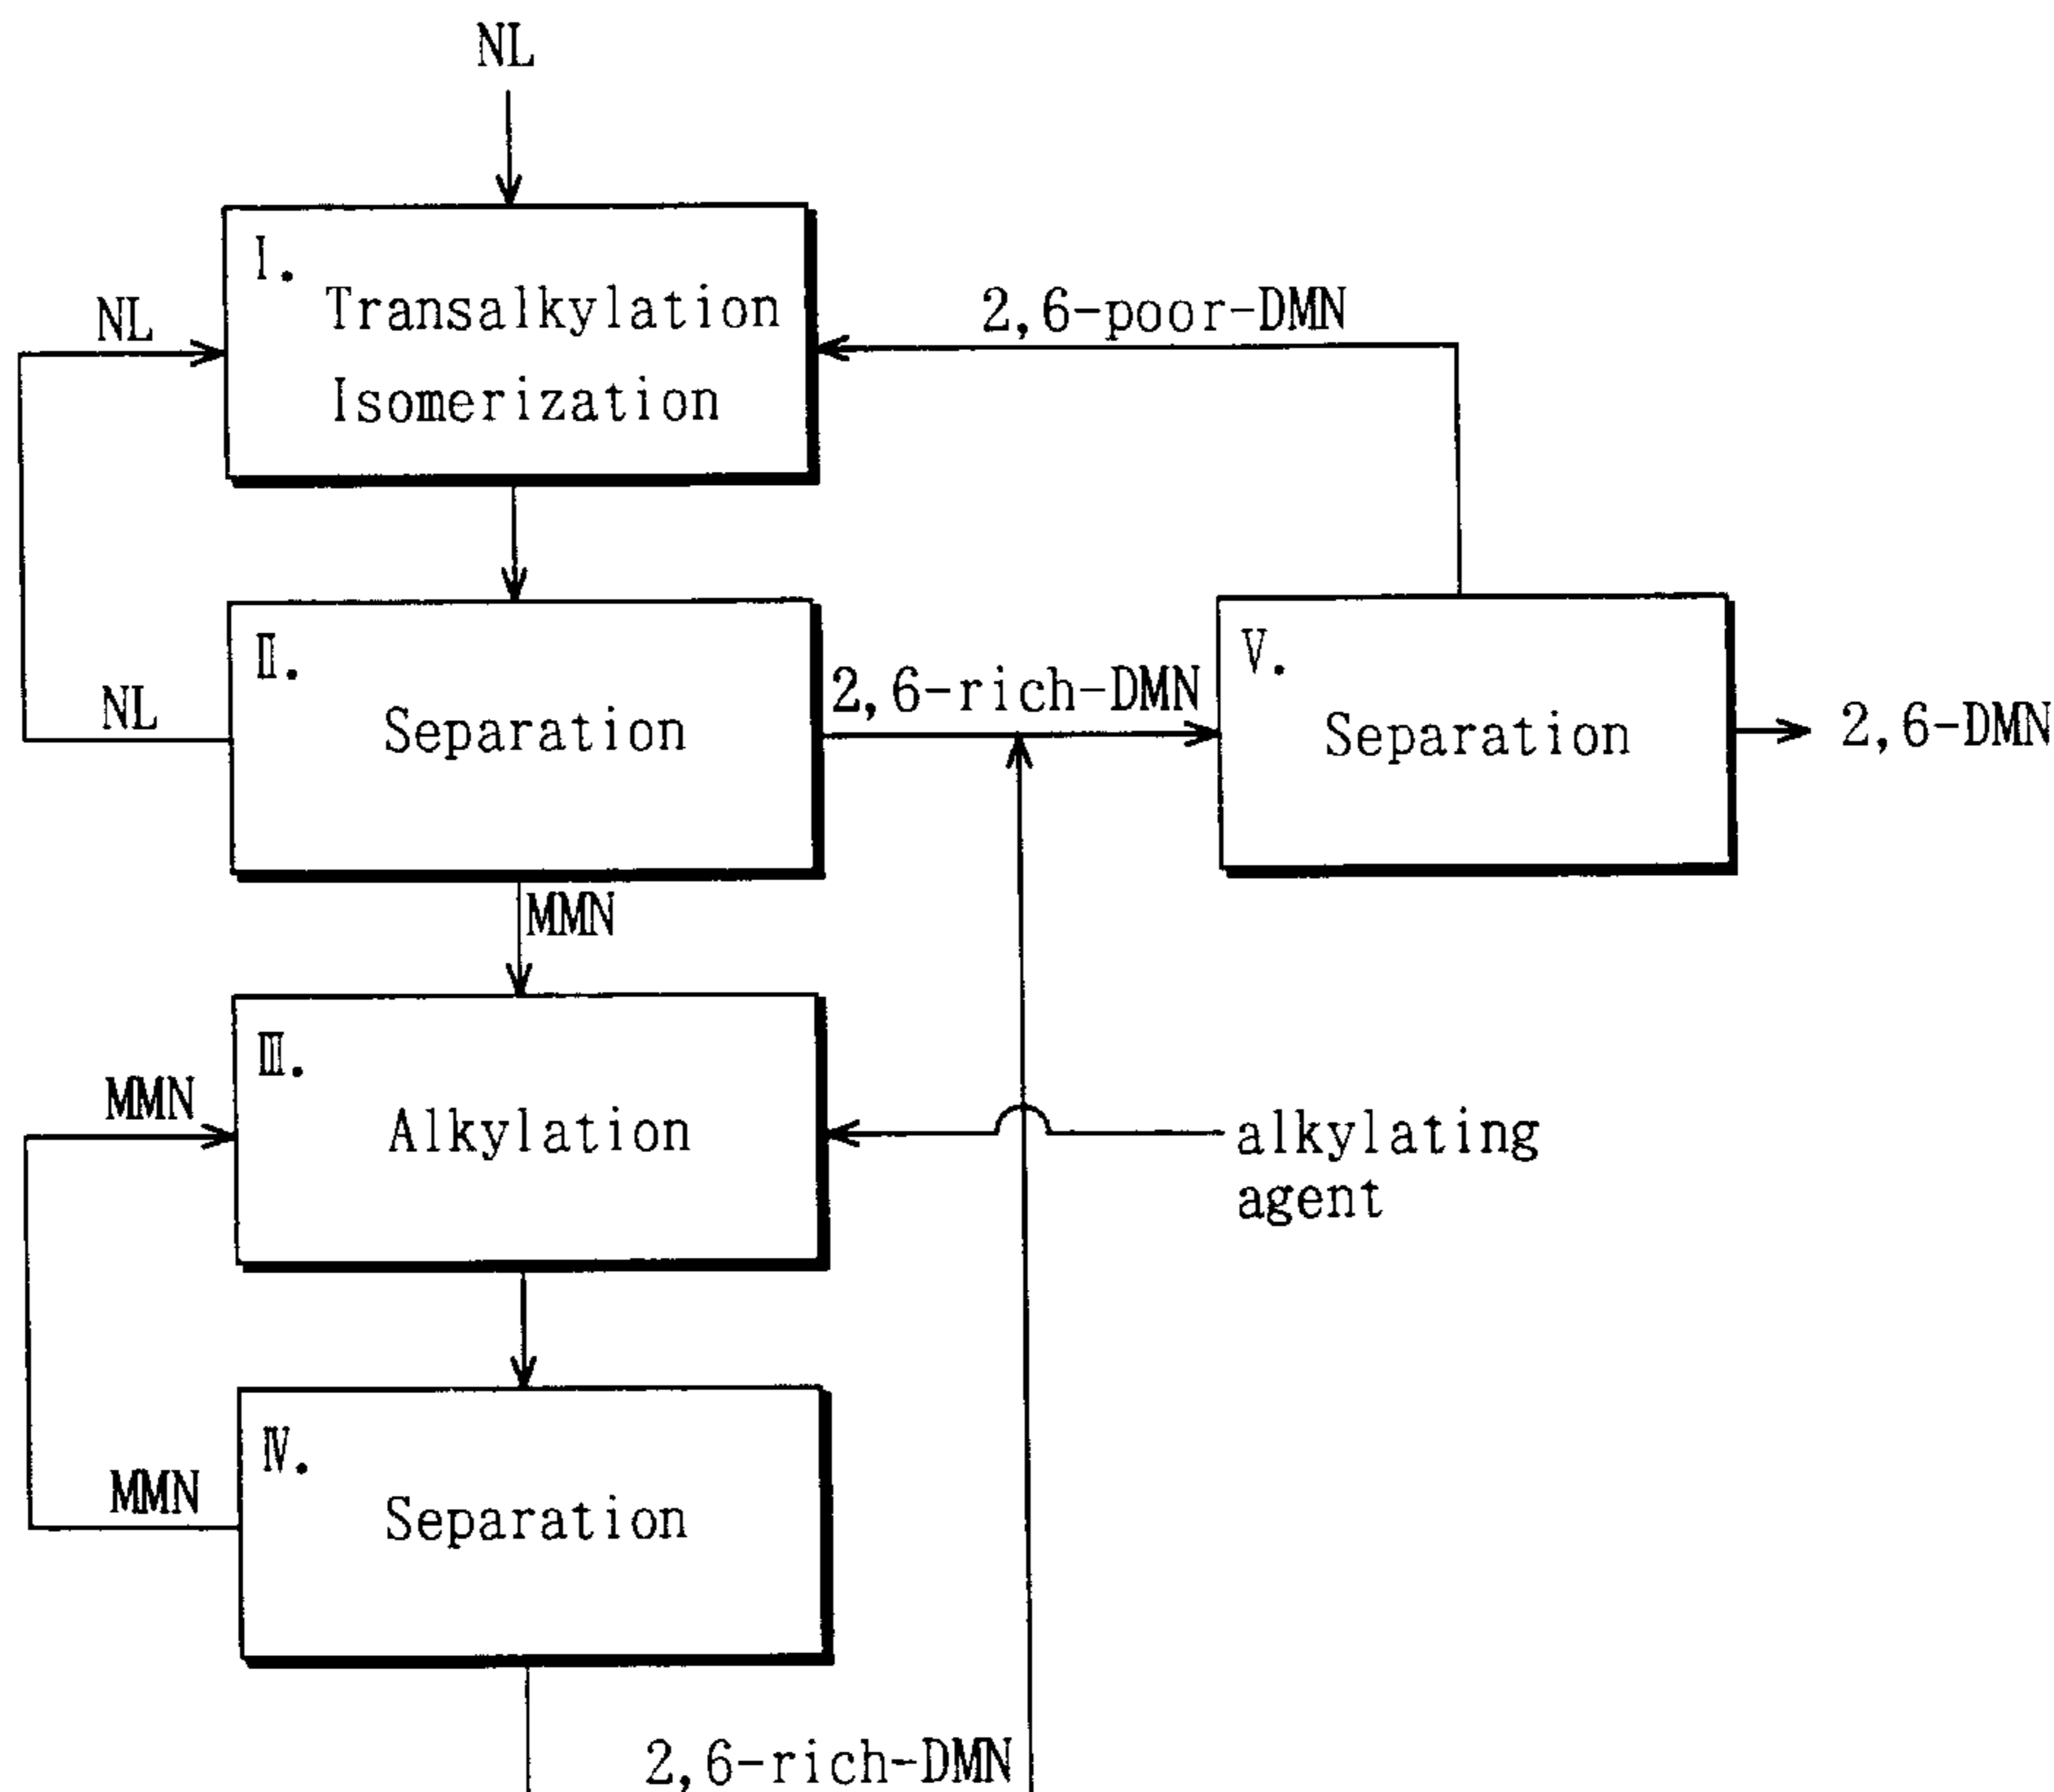 NL
I.
Transalkylation
Isomerization
NL
2,6-poor-DMN
II.
Separation
NL
2,6-rich-DMN
V.
Separation
2,6-DMN
MMN
III.
Alkylation
MMN
alkylating
agent
IV.
Separation
MMN
2,6-rich-DMN